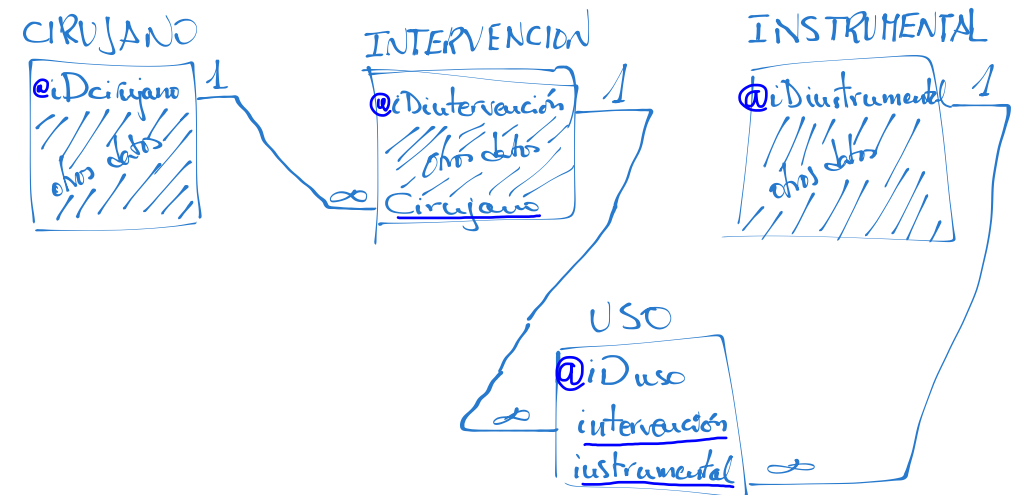 CIRUJANO
@iDcirujano
otros datos
1
∞
INTERVENCION
@iDintervención
otros datos
Cirujano
1
∞
INSTRUMENTAL
@iDinstrumental
otros datos
1
∞
USO
@iDuso
intervención
instrumental